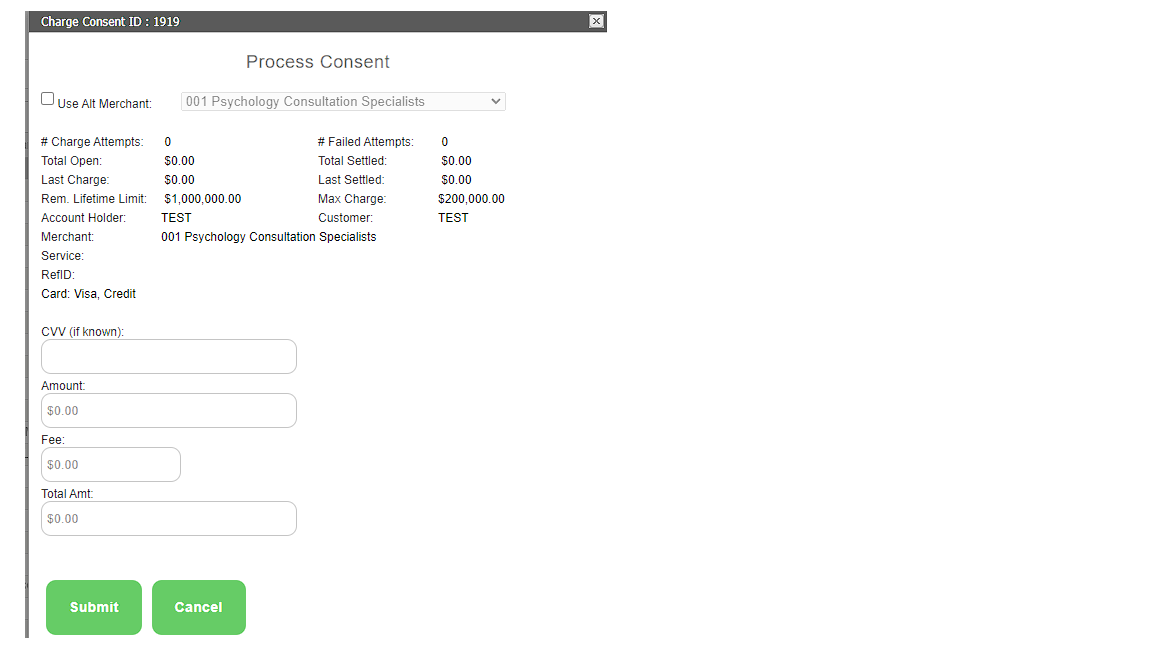 Charge Consent ID : 1919
Process Consent
Use Alt Merchant: 001 Psychology Consultation Specialists
# Charge Attempts: 0 # Failed Attempts: 0
Total Open: $0.00 Total Settled: $0.00
Last Charge: $0.00 Last Settled: $0.00
Rem. Lifetime Limit: $1,000,000.00 Max Charge: $200,000.00
Account Holder: TEST Customer: TEST
Merchant: 001 Psychology Consultation Specialists
Service:
RefID:
Card: Visa, Credit
CVV (if known):
Amount:
$0.00
Fee:
$0.00
Total Amt:
$0.00
Submit Cancel